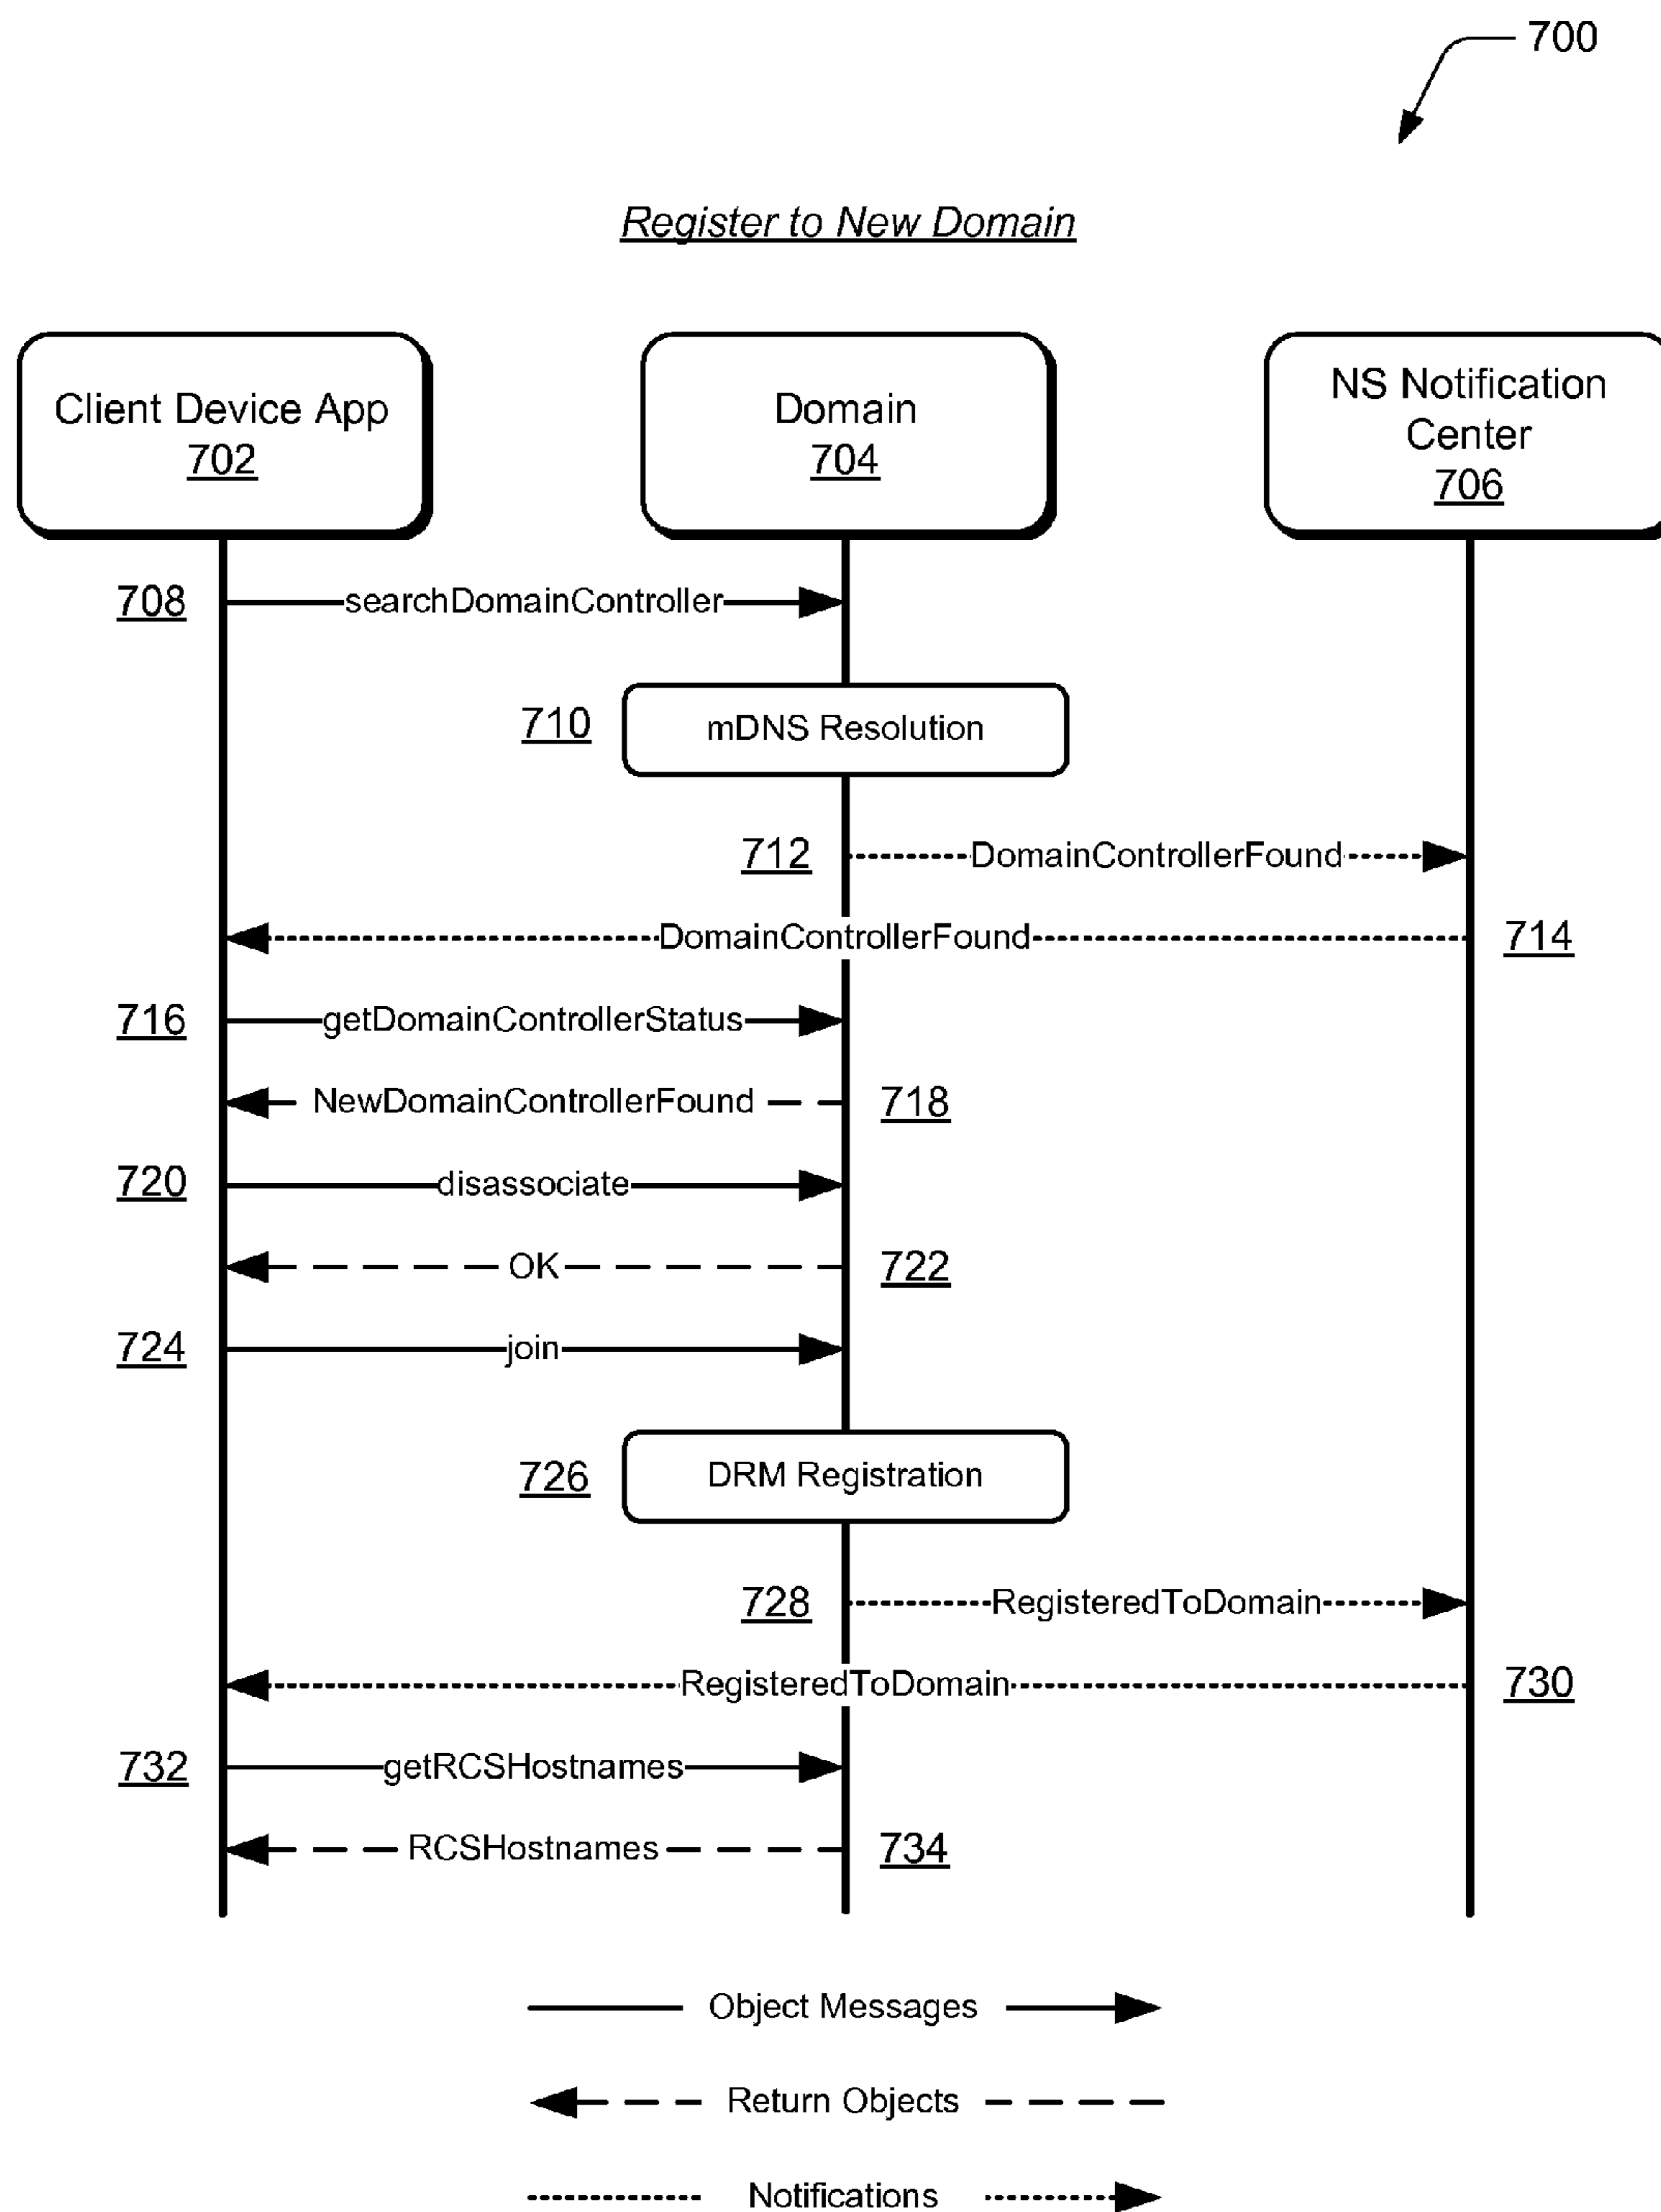 700
Register to New Domain
Client Device App
702
Domain
704
NS Notification
Center
706
708 searchDomainController
710 mDNS Resolution
712 DomainControllerFound
DomainControllerFound 714
716 getDomainControllerStatus
NewDomainControllerFound 718
720 disassociate
OK 722
724 join
726 DRM Registration
728 RegisteredToDomain
RegisteredToDomain 730
732 getRCSHostnames
RCSHostnames 734
Object Messages
Return Objects
Notifications